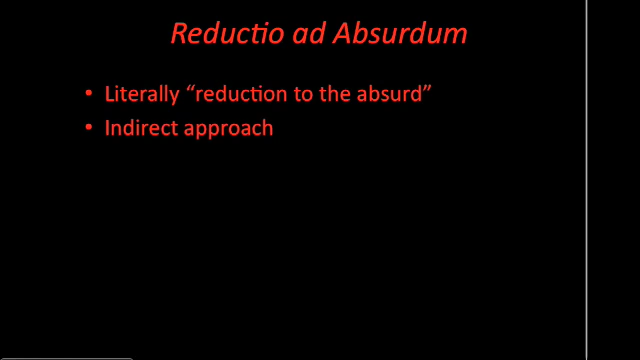 Reductio ad Absurdum
• Literally “reduction to the absurd”
• Indirect approach